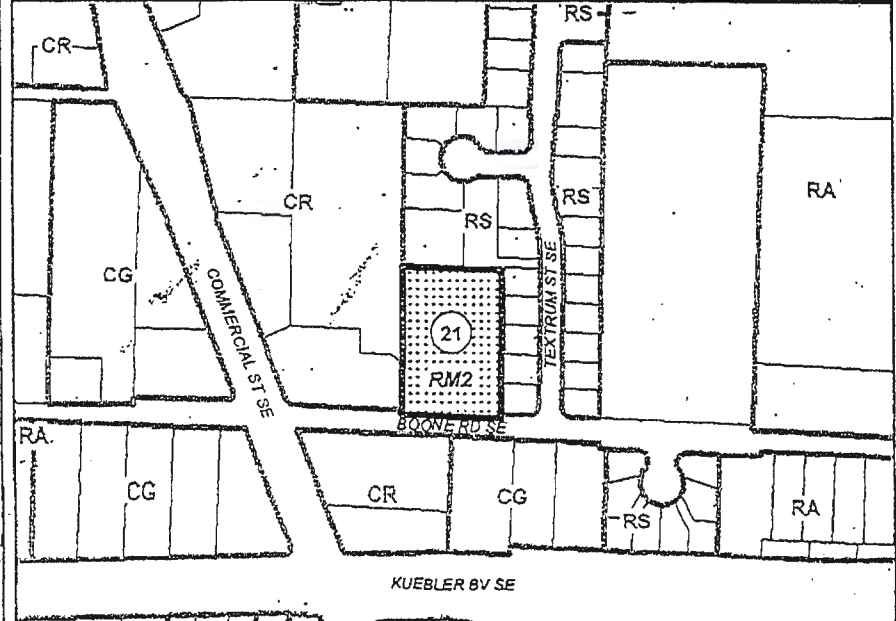 RS
CR
RA
CR
RS
RS
CG
COMMERCIAL ST SE
TEXTRUM ST SE
21
RM2
BOONE RD SE
RA
CG
CR
CG
RS
RA
KUEBLER BV SE